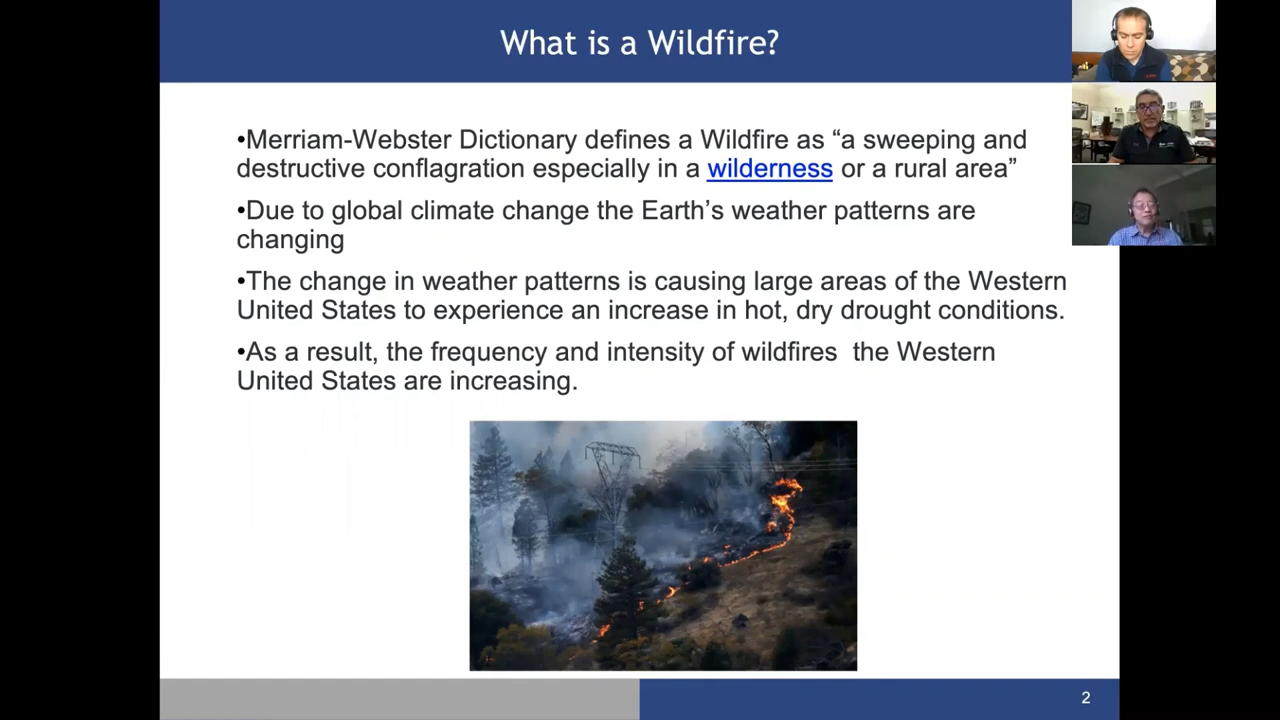 What is a Wildfire?
•Merriam-Webster Dictionary defines a Wildfire as “a sweeping and
destructive conflagration especially in a wilderness or a rural area”
•Due to global climate change the Earth’s weather patterns are
changing
•The change in weather patterns is causing large areas of the Western
United States to experience an increase in hot, dry drought conditions.
•As a result, the frequency and intensity of wildfires  the Western
United States are increasing.
2